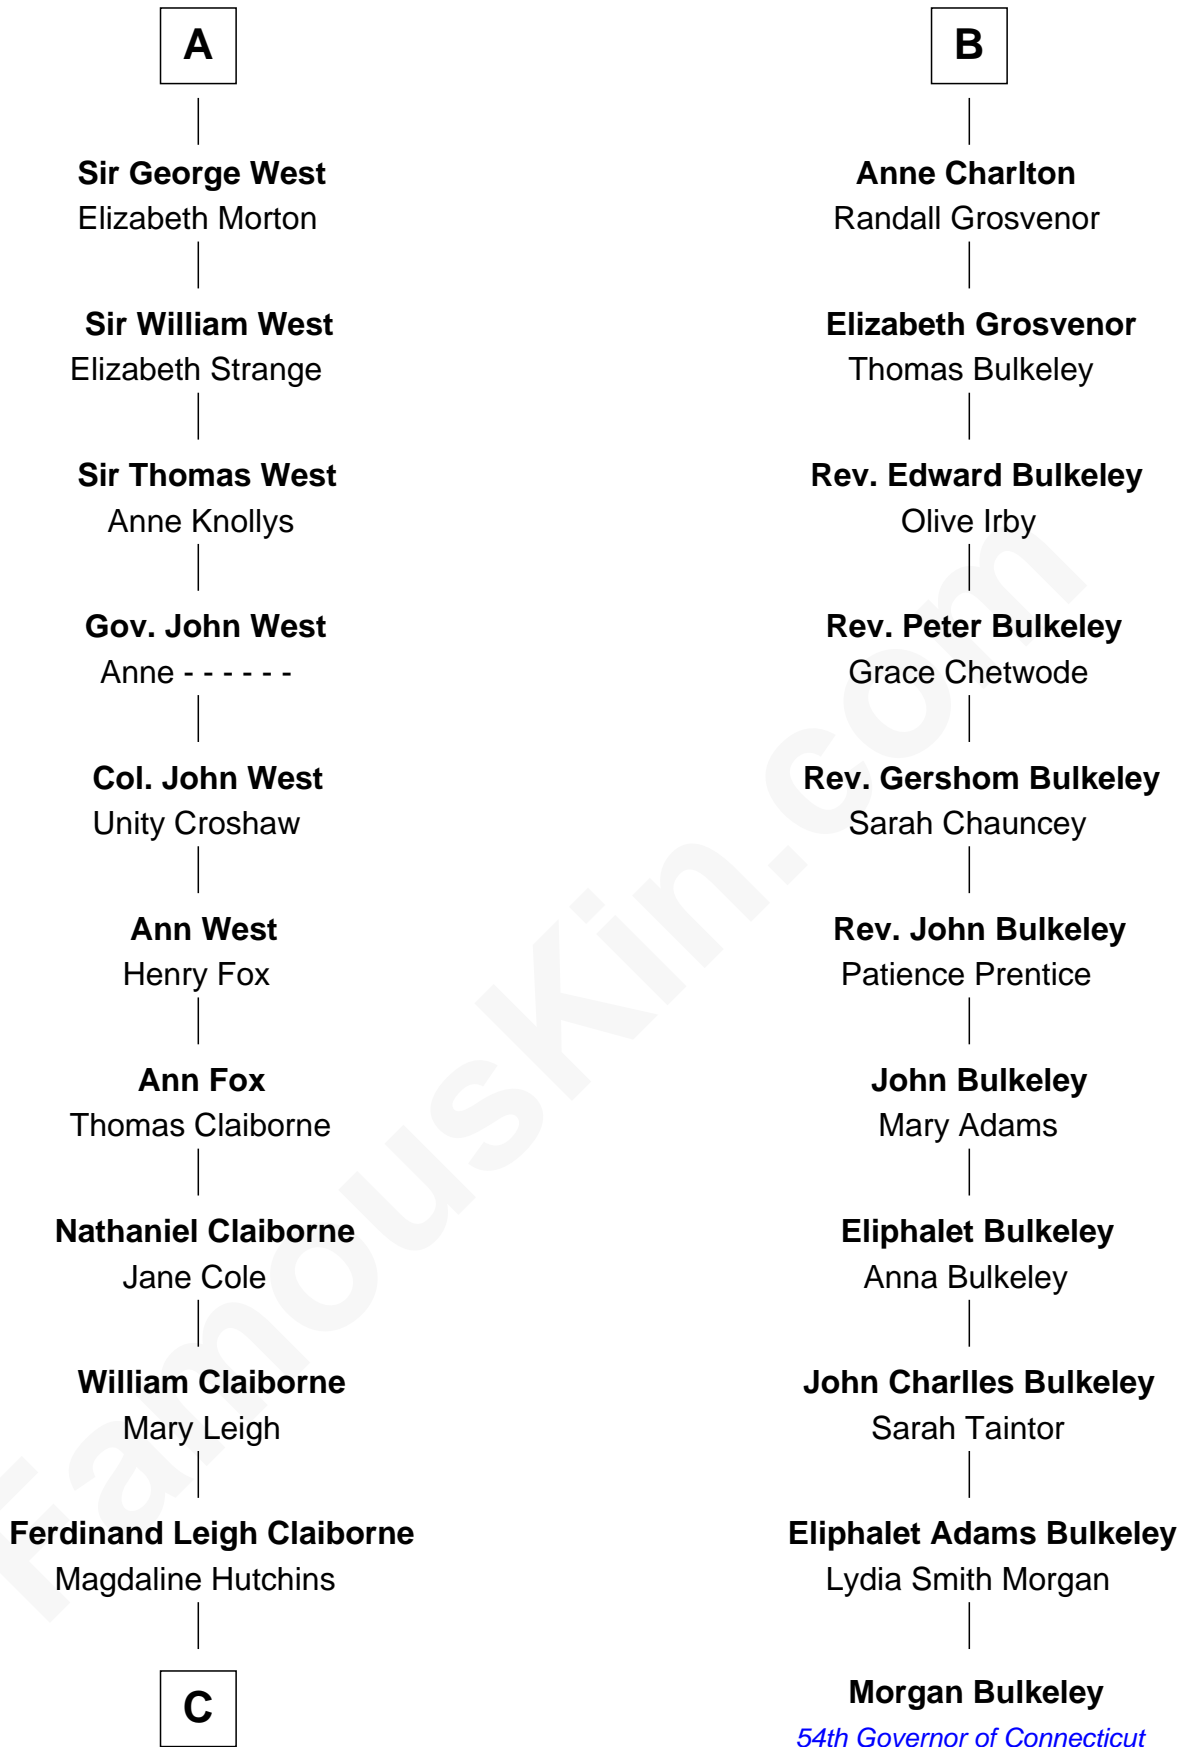 A
Sir George West
Elizabeth Morton
Sir William West
Elizabeth Strange
Sir Thomas West
Anne Knollys
Gov. John West
Anne - - - - - -
Col. John West
Unity Croshaw
Ann West
Henry Fox
Ann Fox
Thomas Claiborne
Nathaniel Claiborne
Jane Cole
William Claiborne
Mary Leigh
Ferdinand Leigh Claiborne
Magdaline Hutchins
C
B
Anne Charlton
Randall Grosvenor
Elizabeth Grosvenor
Thomas Bulkeley
Rev. Edward Bulkeley
Olive Irby
Rev. Peter Bulkeley
Grace Chetwode
Rev. Gershom Bulkeley
Sarah Chauncey
Rev. John Bulkeley
Patience Prentice
John Bulkeley
Mary Adams
Eliphalet Bulkeley
Anna Bulkeley
John Charlles Bulkeley
Sarah Taintor
Eliphalet Adams Bulkeley
Lydia Smith Morgan
Morgan Bulkeley
54th Governor of Connecticut
FamousKin.com